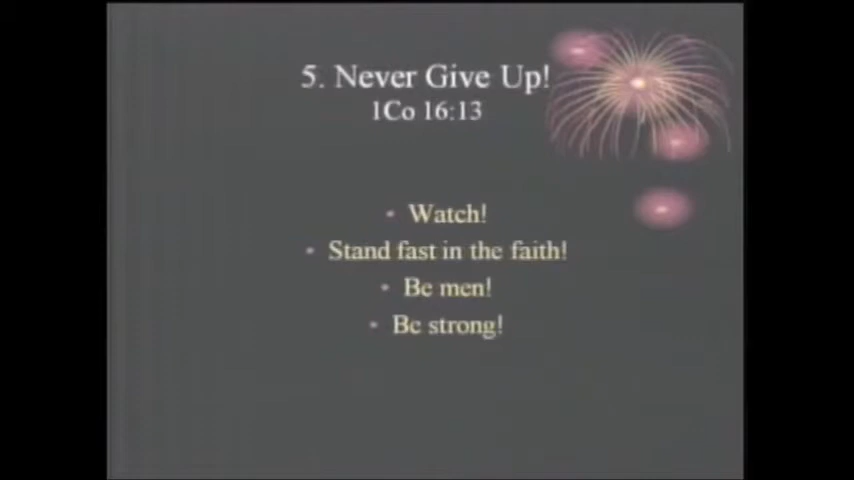 5. Never Give Up!
1Co 16:13
• Watch!
• Stand fast in the faith!
• Be men!
• Be strong!